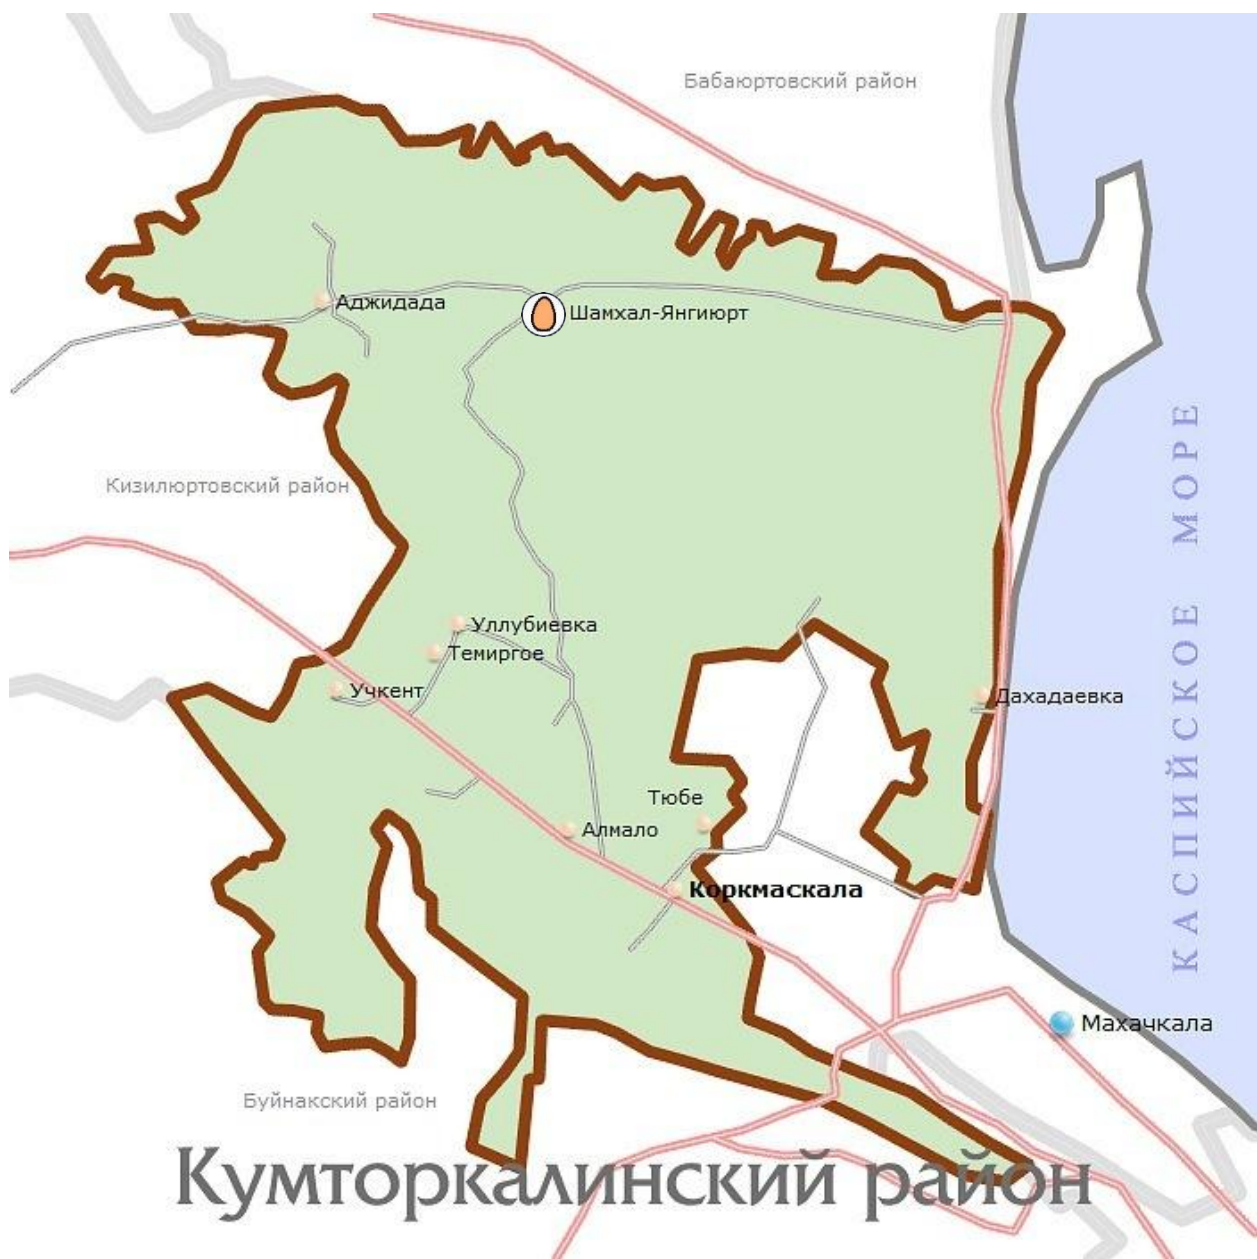 Бабаюртовский район
Аджидада
Шамхал-Янгиюрт
Кизилюртовский район
КАСПИЙСКОЕ МОРЕ
Уллубиевка
Темиргое
Учкент
Дахадаевка
Тюбе
Алмало
Коркмаскала
Махачкала
Буйнакский район
Кумторкалинский район